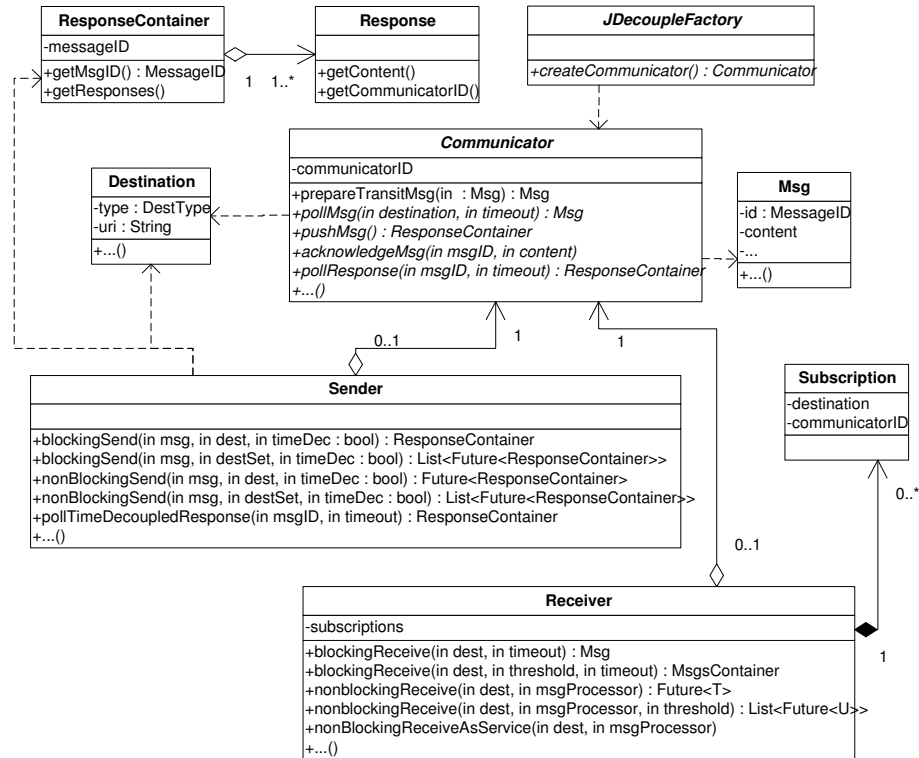 ResponseContainer
-messageID
+getMsgID() : MessageID
+getResponses()
1
1..*
Response
+getContent()
+getCommunicatorID()
JDecoupleFactory
+createCommunicator() : Communicator
Communicator
-communicatorID
+prepareTransitMsg(in : Msg) : Msg
+pollMsg(in destination, in timeout) : Msg
+pushMsg() : ResponseContainer
+acknowledgeMsg(in msgID, in content)
+pollResponse(in msgID, in timeout) : ResponseContainer
+...()
Destination
-type : DestType
-uri : String
+...()
Msg
-id : MessageID
-content
-...
+...()
0..1
1
1
Sender
+blockingSend(in msg, in dest, in timeDec : bool) : ResponseContainer
+blockingSend(in msg, in destSet, in timeDec : bool) : List<Future<ResponseContainer>>
+nonBlockingSend(in msg, in dest, in timeDec : bool) : Future<ResponseContainer>
+nonBlockingSend(in msg, in destSet, in timeDec : bool) : List<Future<ResponseContainer>>
+pollTimeDecoupledResponse(in msgID, in timeout) : ResponseContainer
+...()
Subscription
-destination
-communicatorID
0..*
0..1
Receiver
-subscriptions
1
+blockingReceive(in dest, in timeout) : Msg
+blockingReceive(in dest, in threshold, in timeout) : MsgsContainer
+nonblockingReceive(in dest, in msgProcessor) : Future<T>
+nonblockingReceive(in dest, in msgProcessor, in threshold) : List<Future<U>>
+nonBlockingReceiveAsService(in dest, in msgProcessor)
+...()